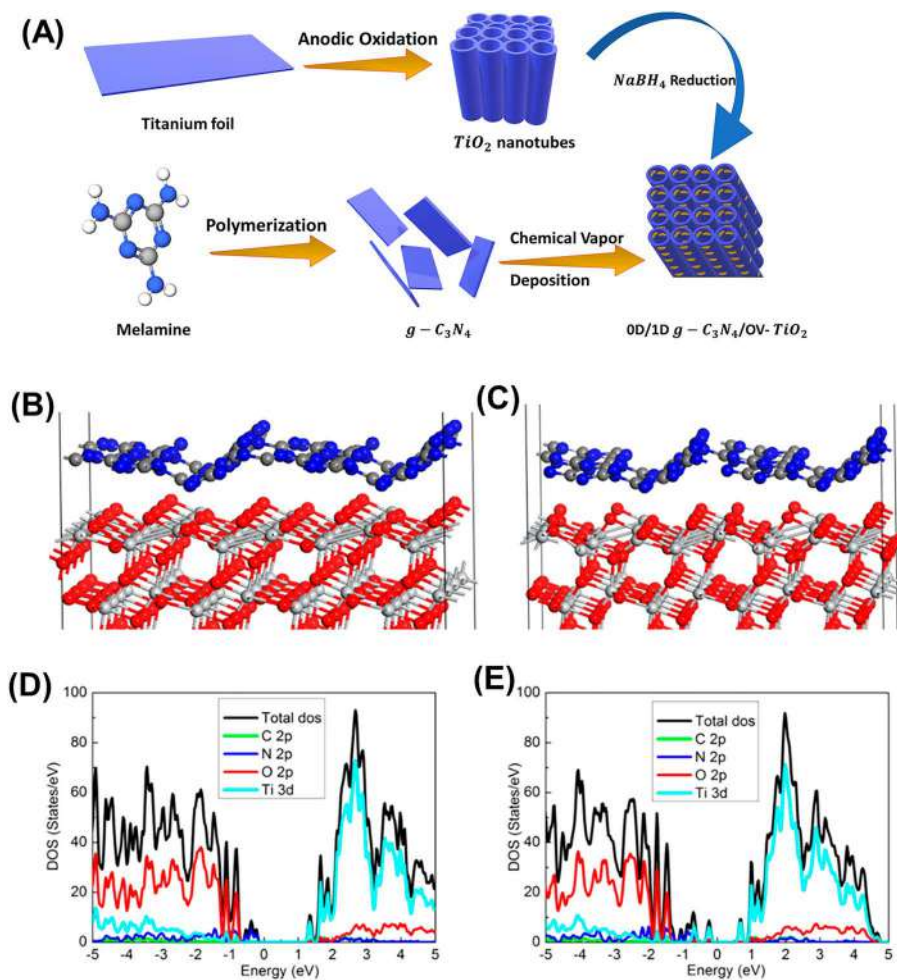 (A)
Anodic Oxidation
NaBH₄ Reduction
Titanium foil
TiO₂ nanotubes
Polymerization
Chemical Vapor
Deposition
Melamine
g − C₃N₄
0D/1D g − C₃N₄/OV- TiO₂
(B)
(C)
(D)
100
80
60
40
20
0
DOS (States/eV)
Total dos
C 2p
N 2p
O 2p
Ti 3d
-5 -4 -3 -2 -1 0 1 2 3 4 5
Energy (eV)
(E)
100
80
60
40
20
0
DOS (States/eV)
Total dos
C 2p
N 2p
O 2p
Ti 3d
-5 -4 -3 -2 -1 0 1 2 3 4 5
Energy (eV)